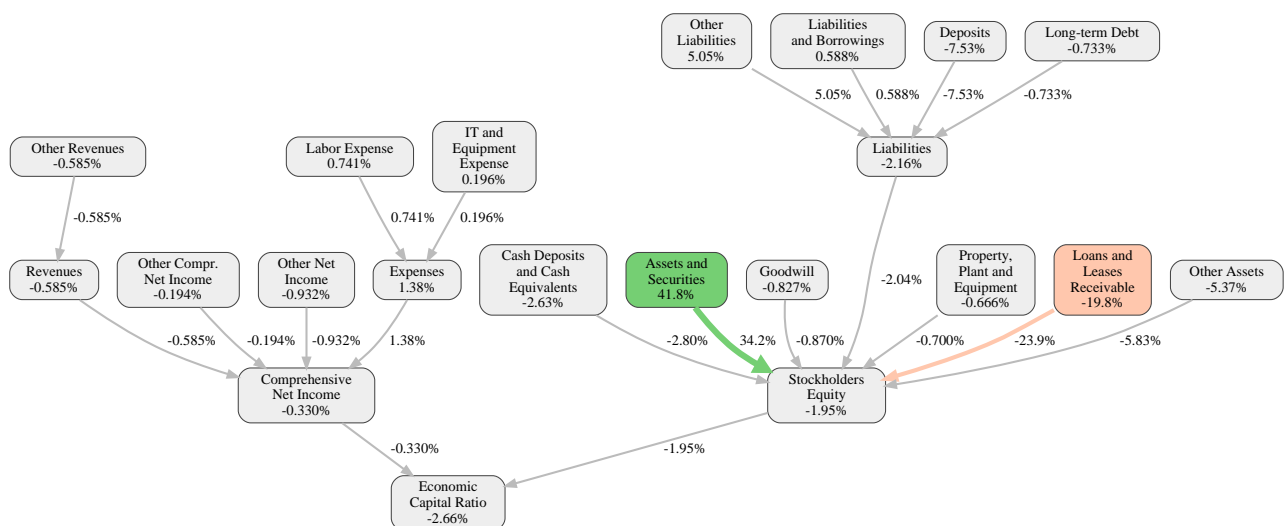 Other
Liabilities
5.05%
Liabilities
and Borrowings
0.588%
Deposits
-7.53%
Long-term Debt
-0.733%
5.05%
0.588%
-7.53%
-0.733%
Other Revenues
-0.585%
Labor Expense
0.741%
IT and
Equipment
Expense
0.196%
Liabilities
-2.16%
-0.585%
0.741%
0.196%
Revenues
-0.585%
Other Compr.
Net Income
-0.194%
Other Net
Income
-0.932%
Expenses
1.38%
Cash Deposits
and Cash
Equivalents
-2.63%
Assets and
Securities
41.8%
Goodwill
-0.827%
-2.04%
Property,
Plant and
Equipment
-0.666%
Loans and
Leases
Receivable
-19.8%
Other Assets
-5.37%
-0.585%
-0.194%
-0.932%
1.38%
-2.80%
34.2%
-0.870%
-0.700%
-23.9%
-5.83%
Comprehensive
Net Income
-0.330%
Stockholders
Equity
-1.95%
-0.330%
-1.95%
Economic
Capital Ratio
-2.66%